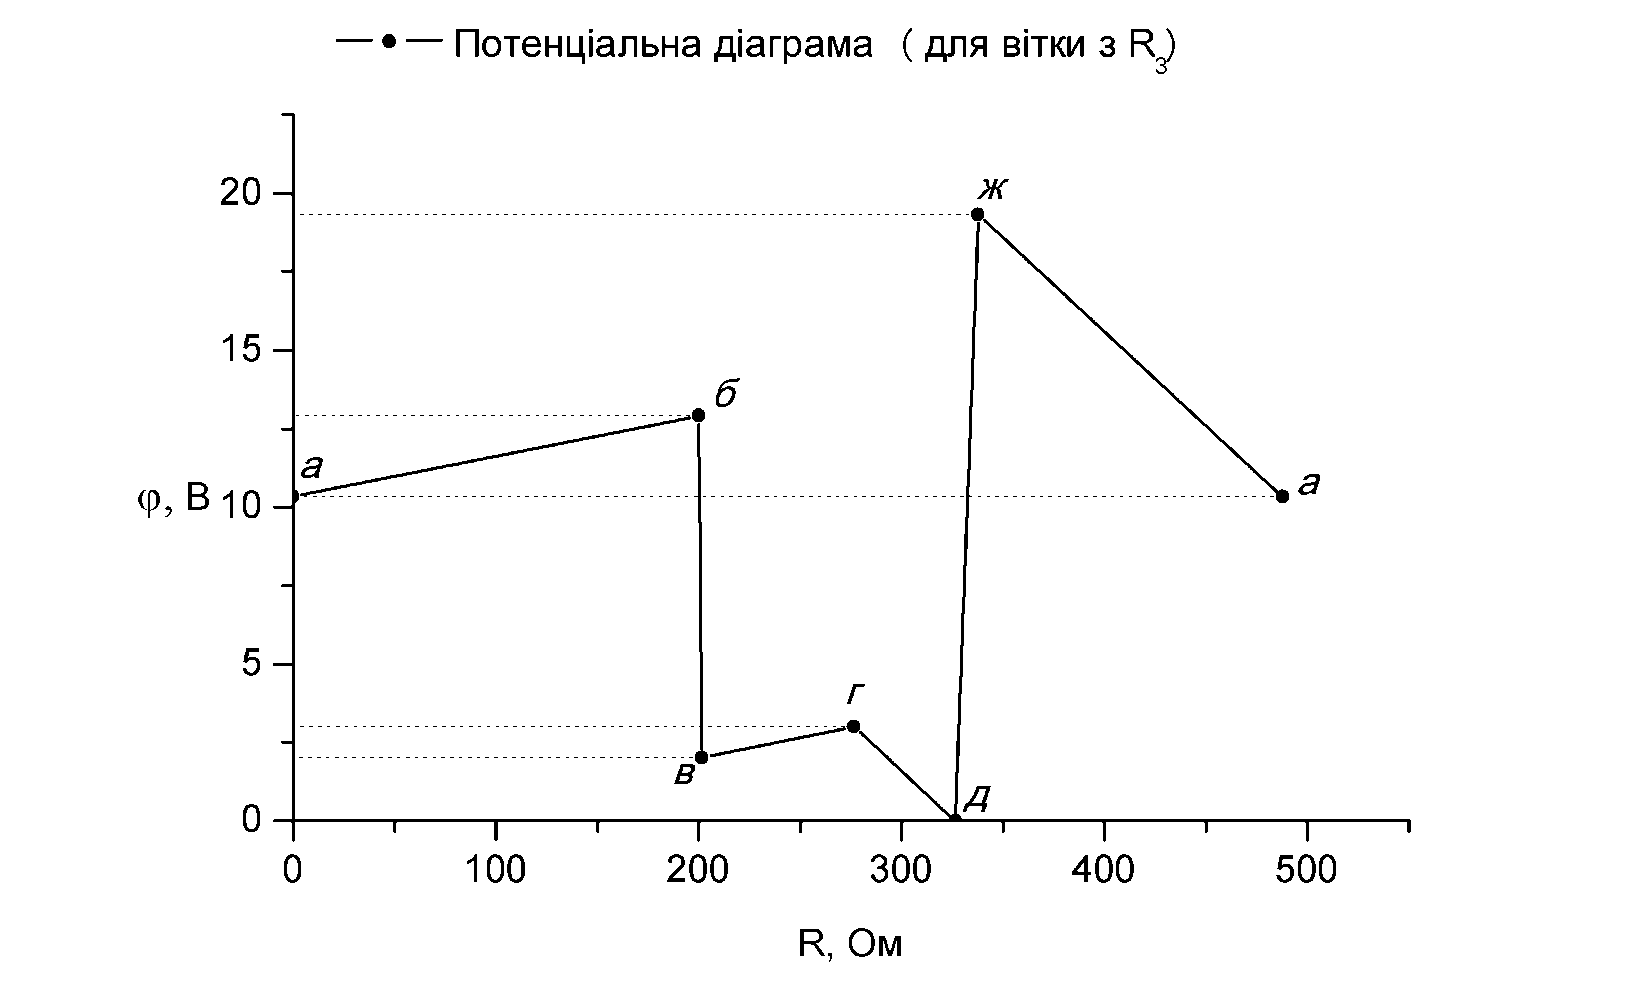 Потенціальна діаграма ( для вітки з R3)
ж
20
15
б
а
φ, В 10
а
5
г
в
д
0
0 100 200 300 400 500
R, Ом